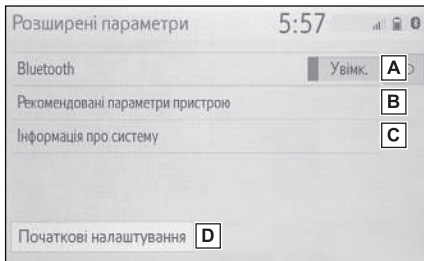 Розширені параметри 5:57
Bluetooth Увімк. A
Рекомендовані параметри пристрою B
Інформація про систему C
Початкові налаштування D